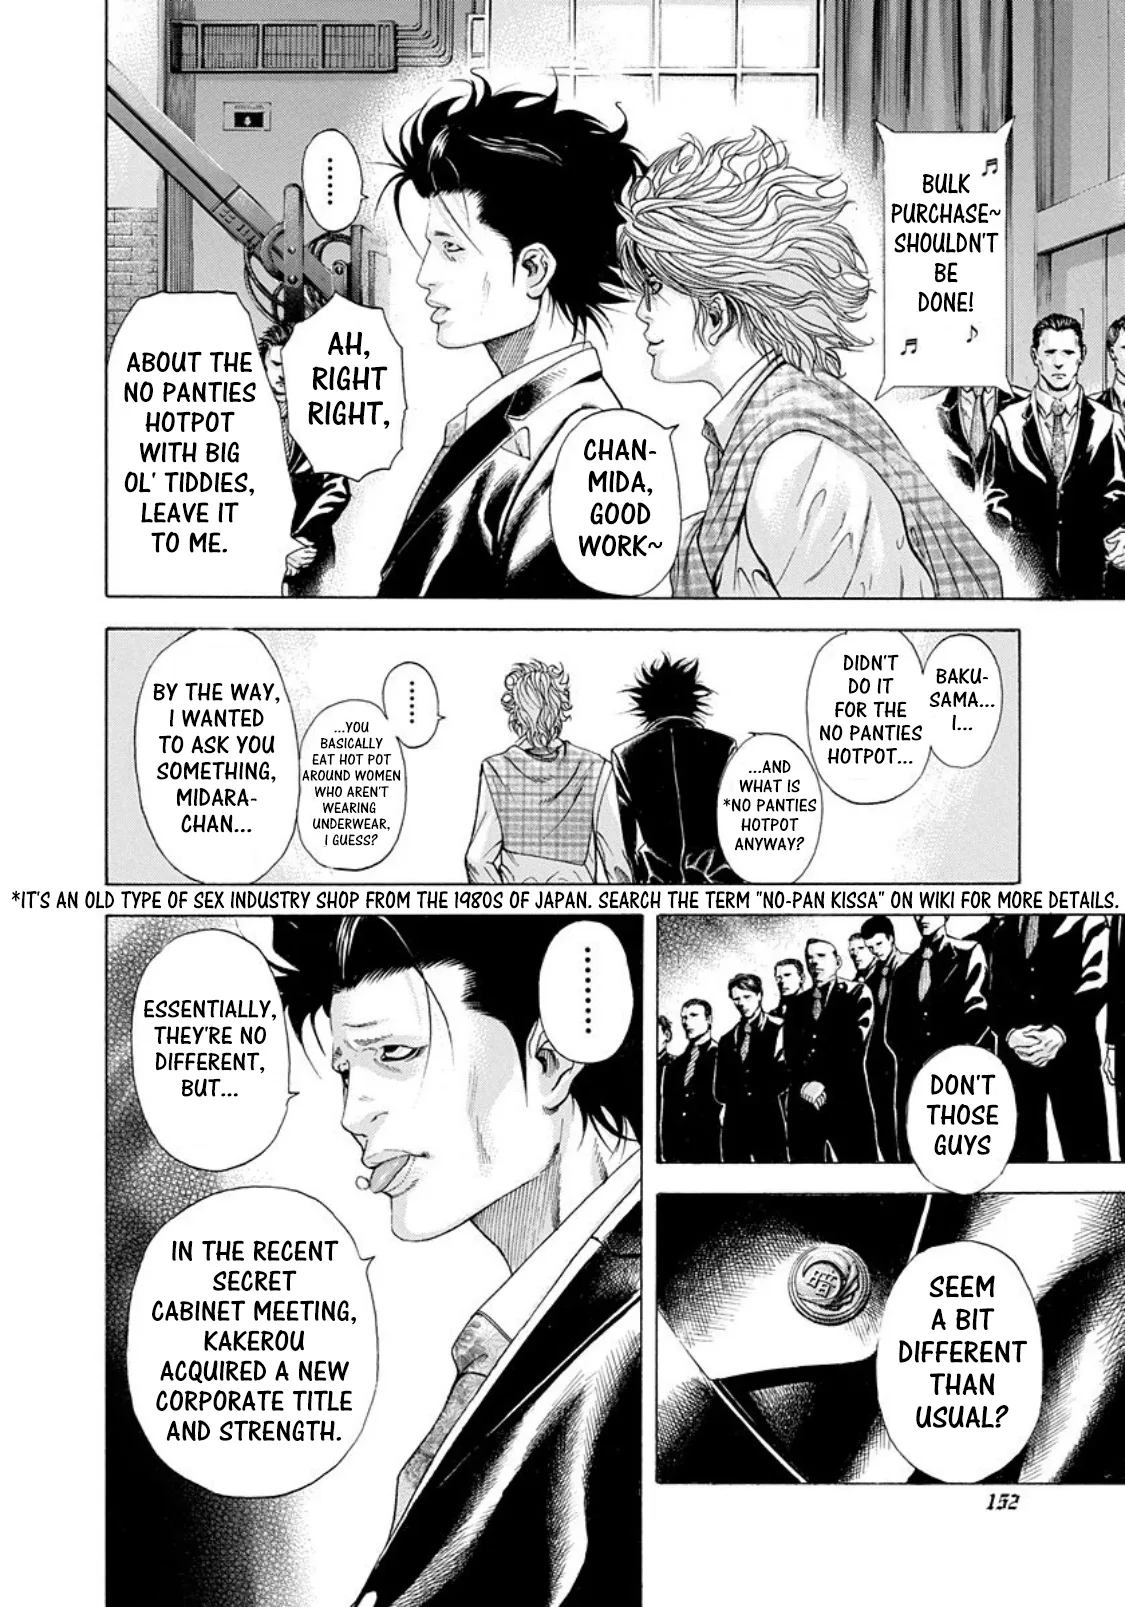 BULK
PURCHASE~
SHOULDN'T
BE
DONE!
CHAN-
MIDA,
GOOD
WORK~
......
AH,
RIGHT
RIGHT,
ABOUT THE
NO PANTIES
HOTPOT
WITH BIG
OL' TIDDIES,
LEAVE IT
TO ME.
BAKU-
SAMA...
I...
DIDN'T
DO IT
FOR THE
NO PANTIES
HOTPOT...
...AND
WHAT IS
*NO PANTIES
HOTPOT
ANYWAY?
......
...YOU
BASICALLY
EAT HOT POT
AROUND WOMEN
WHO AREN'T
WEARING
UNDERWEAR,
I GUESS?
BY THE WAY,
I WANTED
TO ASK YOU
SOMETHING,
MIDARA-
CHAN...
*IT'S AN OLD TYPE OF SEX INDUSTRY SHOP FROM THE 1980S OF JAPAN. SEARCH THE TERM "NO-PAN KISSA" ON WIKI FOR MORE DETAILS.
DON'T
THOSE
GUYS
SEEM
A BIT
DIFFERENT
THAN
USUAL?
........
ESSENTIALLY,
THEY'RE NO
DIFFERENT,
BUT...
IN THE RECENT
SECRET
CABINET MEETING,
KAKEROU
ACQUIRED A NEW
CORPORATE TITLE
AND STRENGTH.
152